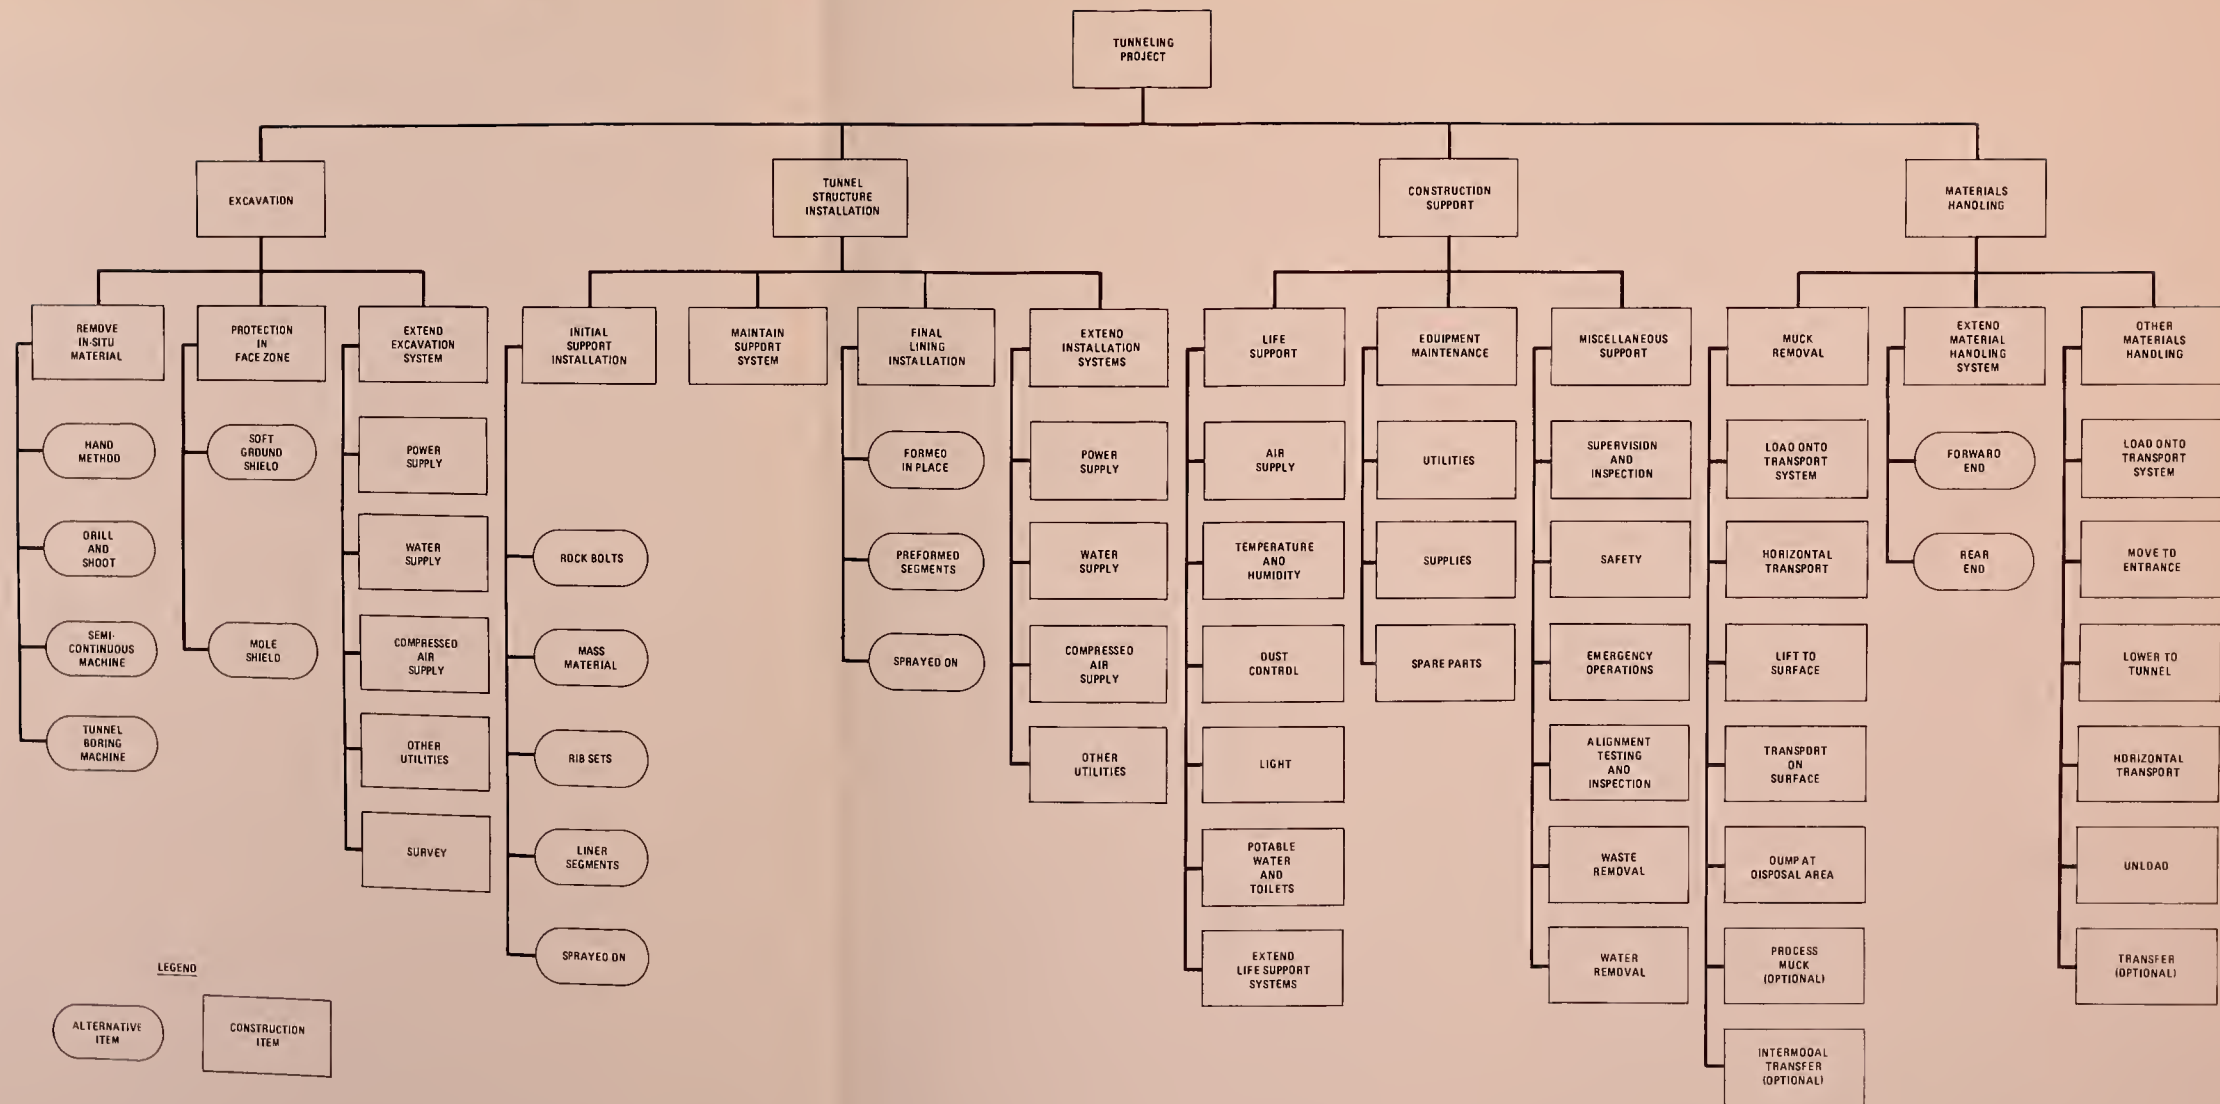 TUNNELING
PROJECT
EXCAVATION
TUNNEL
STRUCTURE
INSTALLATION
CONSTRUCTION
SUPPORT
MATERIALS
HANDLING
REMOVE
IN-SITU
MATERIAL
HAND
METHOD
DRILL
AND
SHOOT
SEMI-
CONTINUOUS
MACHINE
TUNNEL
BORING
MACHINE
PROTECTION
IN
FACE ZONE
SOFT
GROUND
SHIELD
MOLE
SHIELD
EXTEND
EXCAVATION
SYSTEM
POWER
SUPPLY
WATER
SUPPLY
COMPRESSED
AIR
SUPPLY
OTHER
UTILITIES
SURVEY
INITIAL
SUPPORT
INSTALLATION
ROCK BOLTS
MASS
MATERIAL
RIB SETS
LINER
SEGMENTS
SPRAYED ON
MAINTAIN
SUPPORT
SYSTEM
FINAL
LINING
INSTALLATION
FORMED
IN PLACE
PREFORMED
SEGMENTS
SPRAYED ON
EXTEND
INSTALLATION
SYSTEMS
POWER
SUPPLY
WATER
SUPPLY
COMPRESSED
AIR
SUPPLY
OTHER
UTILITIES
LIFE
SUPPORT
AIR
SUPPLY
TEMPERATURE
AND
HUMIDITY
DUST
CONTROL
LIGHT
POTABLE
WATER
AND
TOILETS
EXTEND
LIFE SUPPORT
SYSTEMS
EQUIPMENT
MAINTENANCE
UTILITIES
SUPPLIES
SPARE PARTS
MISCELLANEOUS
SUPPORT
SUPERVISION
AND
INSPECTION
SAFETY
EMERGENCY
OPERATIONS
ALIGNMENT
TESTING
AND
INSPECTION
WASTE
REMOVAL
WATER
REMOVAL
MUCK
REMOVAL
LOAD ONTO
TRANSPORT
SYSTEM
HORIZONTAL
TRANSPORT
LIFT TO
SURFACE
TRANSPORT
ON
SURFACE
DUMP AT
DISPOSAL AREA
PROCESS
MUCK
(OPTIONAL)
INTERMODAL
TRANSFER
(OPTIONAL)
EXTEND
MATERIAL
HANDLING
SYSTEM
FORWARD
END
REAR
END
OTHER
MATERIALS
HANDLING
LOAD ONTO
TRANSPORT
SYSTEM
MOVE TO
ENTRANCE
LOWER TO
TUNNEL
HORIZONTAL
TRANSPORT
UNLOAD
TRANSFER
(OPTIONAL)
LEGEND
ALTERNATIVE
ITEM
CONSTRUCTION
ITEM